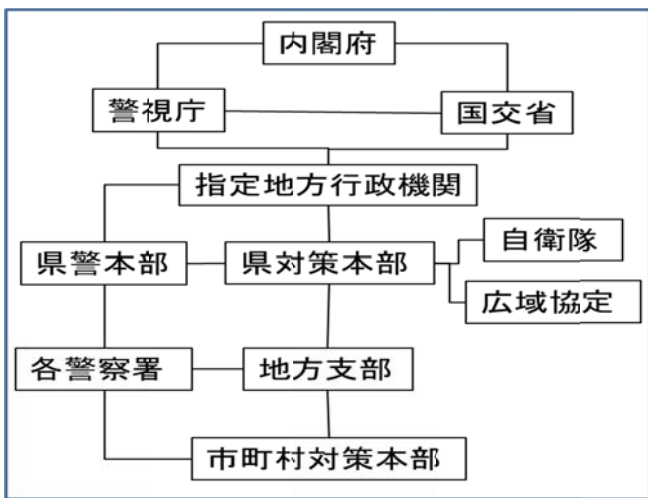 内閣府
警視庁
国交省
指定地方行政機関
県警本部
県対策本部
自衛隊
広域協定
各警察署
地方支部
市町村対策本部